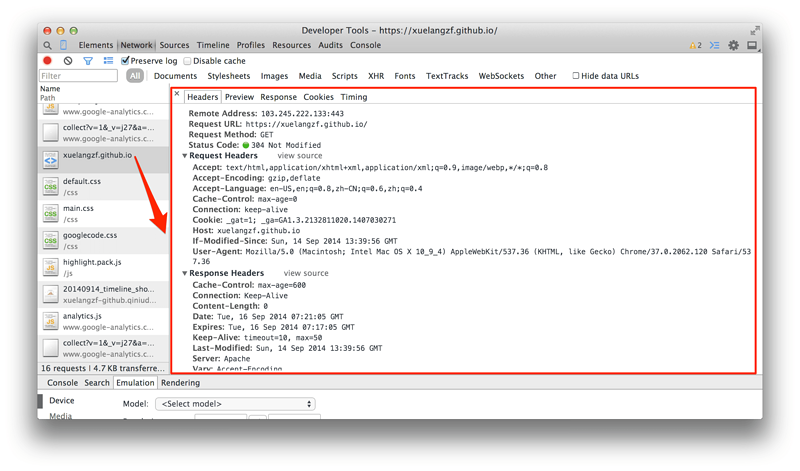 Developer Tools - https://xuelangzf.github.io/
Elements Network Sources Timeline Profiles Resources Audits Console
2
Preserve log Disable cache
Filter
All Documents Stylesheets Images Media Scripts XHR Fonts TextTracks WebSockets Other Hide data URLs
Name
Path
JS
www.google-analytics.c...
collect?v=1&_v=j27&a=...
www.google-analytics.c...
xuelangzf.github.io
default.css
/css
CSS
main.css
/css
CSS
googlecode.css
/css
CSS
highlight.pack.js
/js
JS
20140914_timeline_sho...
xuelangzf-github.qiniud...
analytics.js
www.google-analytics.c...
JS
collect?v=1&_v=j27&a=...
www.google-analytics.c...
16 requests | 4.7 KB transferre...
× Headers Preview Response Cookies Timing
Remote Address: 103.245.222.133:443
Request URL: https://xuelangzf.github.io/
Request Method: GET
Status Code: 304 Not Modified
Request Headers view source
Accept: text/html,application/xhtml+xml,application/xml;q=0.9,image/webp,*/*;q=0.8
Accept-Encoding: gzip,deflate
Accept-Language: en-US,en;q=0.8,zh-CN;q=0.6,zh;q=0.4
Cache-Control: max-age=0
Connection: keep-alive
Cookie: _gat=1; _ga=GA1.3.2132811020.1407030271
Host: xuelangzf.github.io
If-Modified-Since: Sun, 14 Sep 2014 13:39:56 GMT
User-Agent: Mozilla/5.0 (Macintosh; Intel Mac OS X 10_9_4) AppleWebKit/537.36 (KHTML, like Gecko) Chrome/37.0.2062.120 Safari/53
7.36
Response Headers view source
Cache-Control: max-age=600
Connection: Keep-Alive
Content-Length: 0
Date: Tue, 16 Sep 2014 07:21:05 GMT
Expires: Tue, 16 Sep 2014 07:17:05 GMT
Keep-Alive: timeout=10, max=50
Last-Modified: Sun, 14 Sep 2014 13:39:56 GMT
Server: Apache
Vary: Accept-Encoding
Console Search Emulation Rendering
Device
Media
Model: <Select model>